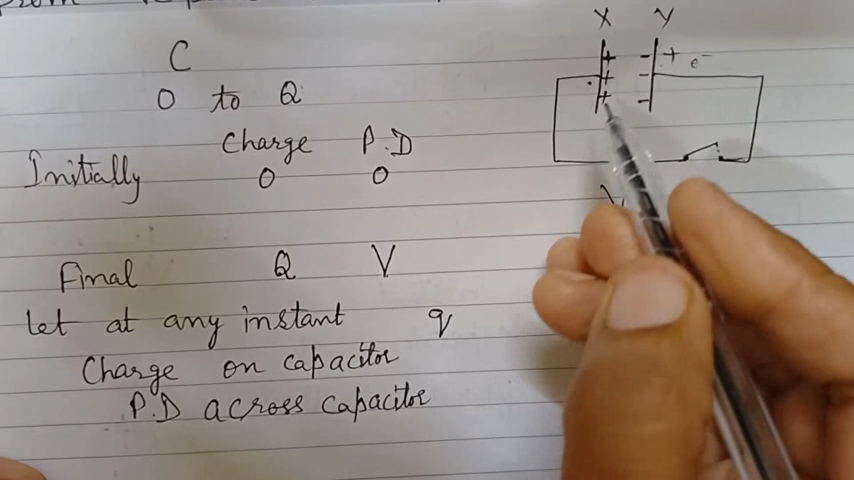 C
0 to Q
Charge P.D
Initially 0 0
Final Q V
Let at any instant q
Charge on capacitor
P.D across capacitor
X Y
+ - + e-
+ -
+ -